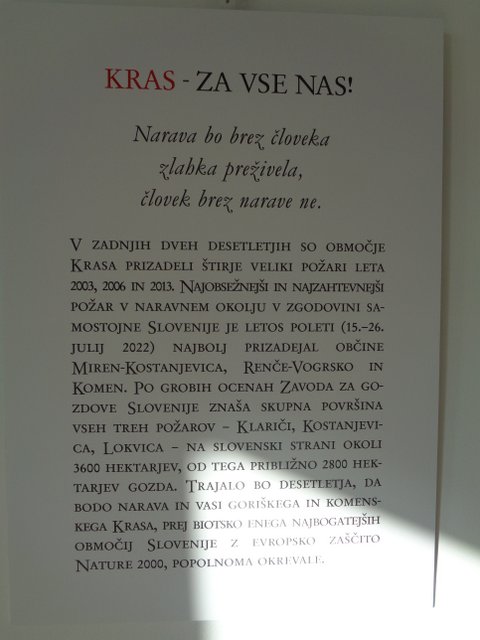 KRAS - ZA VSE NAS!
Narava bo brez človeka
zlahka preživela,
človek brez narave ne.
V ZADNJIH DVEH DESETLETJIH SO OBMOČJE
KRASA PRIZADELI ŠTIRJE VELIKI POŽARI LETA
2003, 2006 IN 2013. NAJOBSEŽNEJŠI IN NAJZAHTEVNEJŠI
POŽAR V NARAVNEM OKOLJU V ZGODOVINI SA-
MOSTOJNE SLOVENIJE JE LETOS POLETI (15.–26.
JULIJ 2022) NAJBOLJ PRIZADEJAL OBČINE
MIREN-KOSTANJEVICA, RENČE-VOGRSKO IN
KOMEN. PO GROBIH OCENAH ZAVODA ZA GO-
ZDOVE SLOVENIJE ZNAŠA SKUPNA POVRŠINA
VSEH TREH POŽAROV – KLARIČI, KOSTANJEVI-
CA, LOKVICA – NA SLOVENSKI STRANI OKOLI
3600 HEKTARJEV, OD TEGA PRIBLIŽNO 2800 HEK-
TARJEV GOZDA. TRAJALO BO DESETLETJA, DA
BODO NARAVA IN VASI GORIŠKEGA IN KOMENS-
KEGA KRASA, PREJ BIOTSKO ENEGA NAJBOGATEJŠIH
OBMOČIJ SLOVENIJE Z EVROPSKO ZAŠČITO
NATURE 2000, POPOLNOMA OKREVALE.